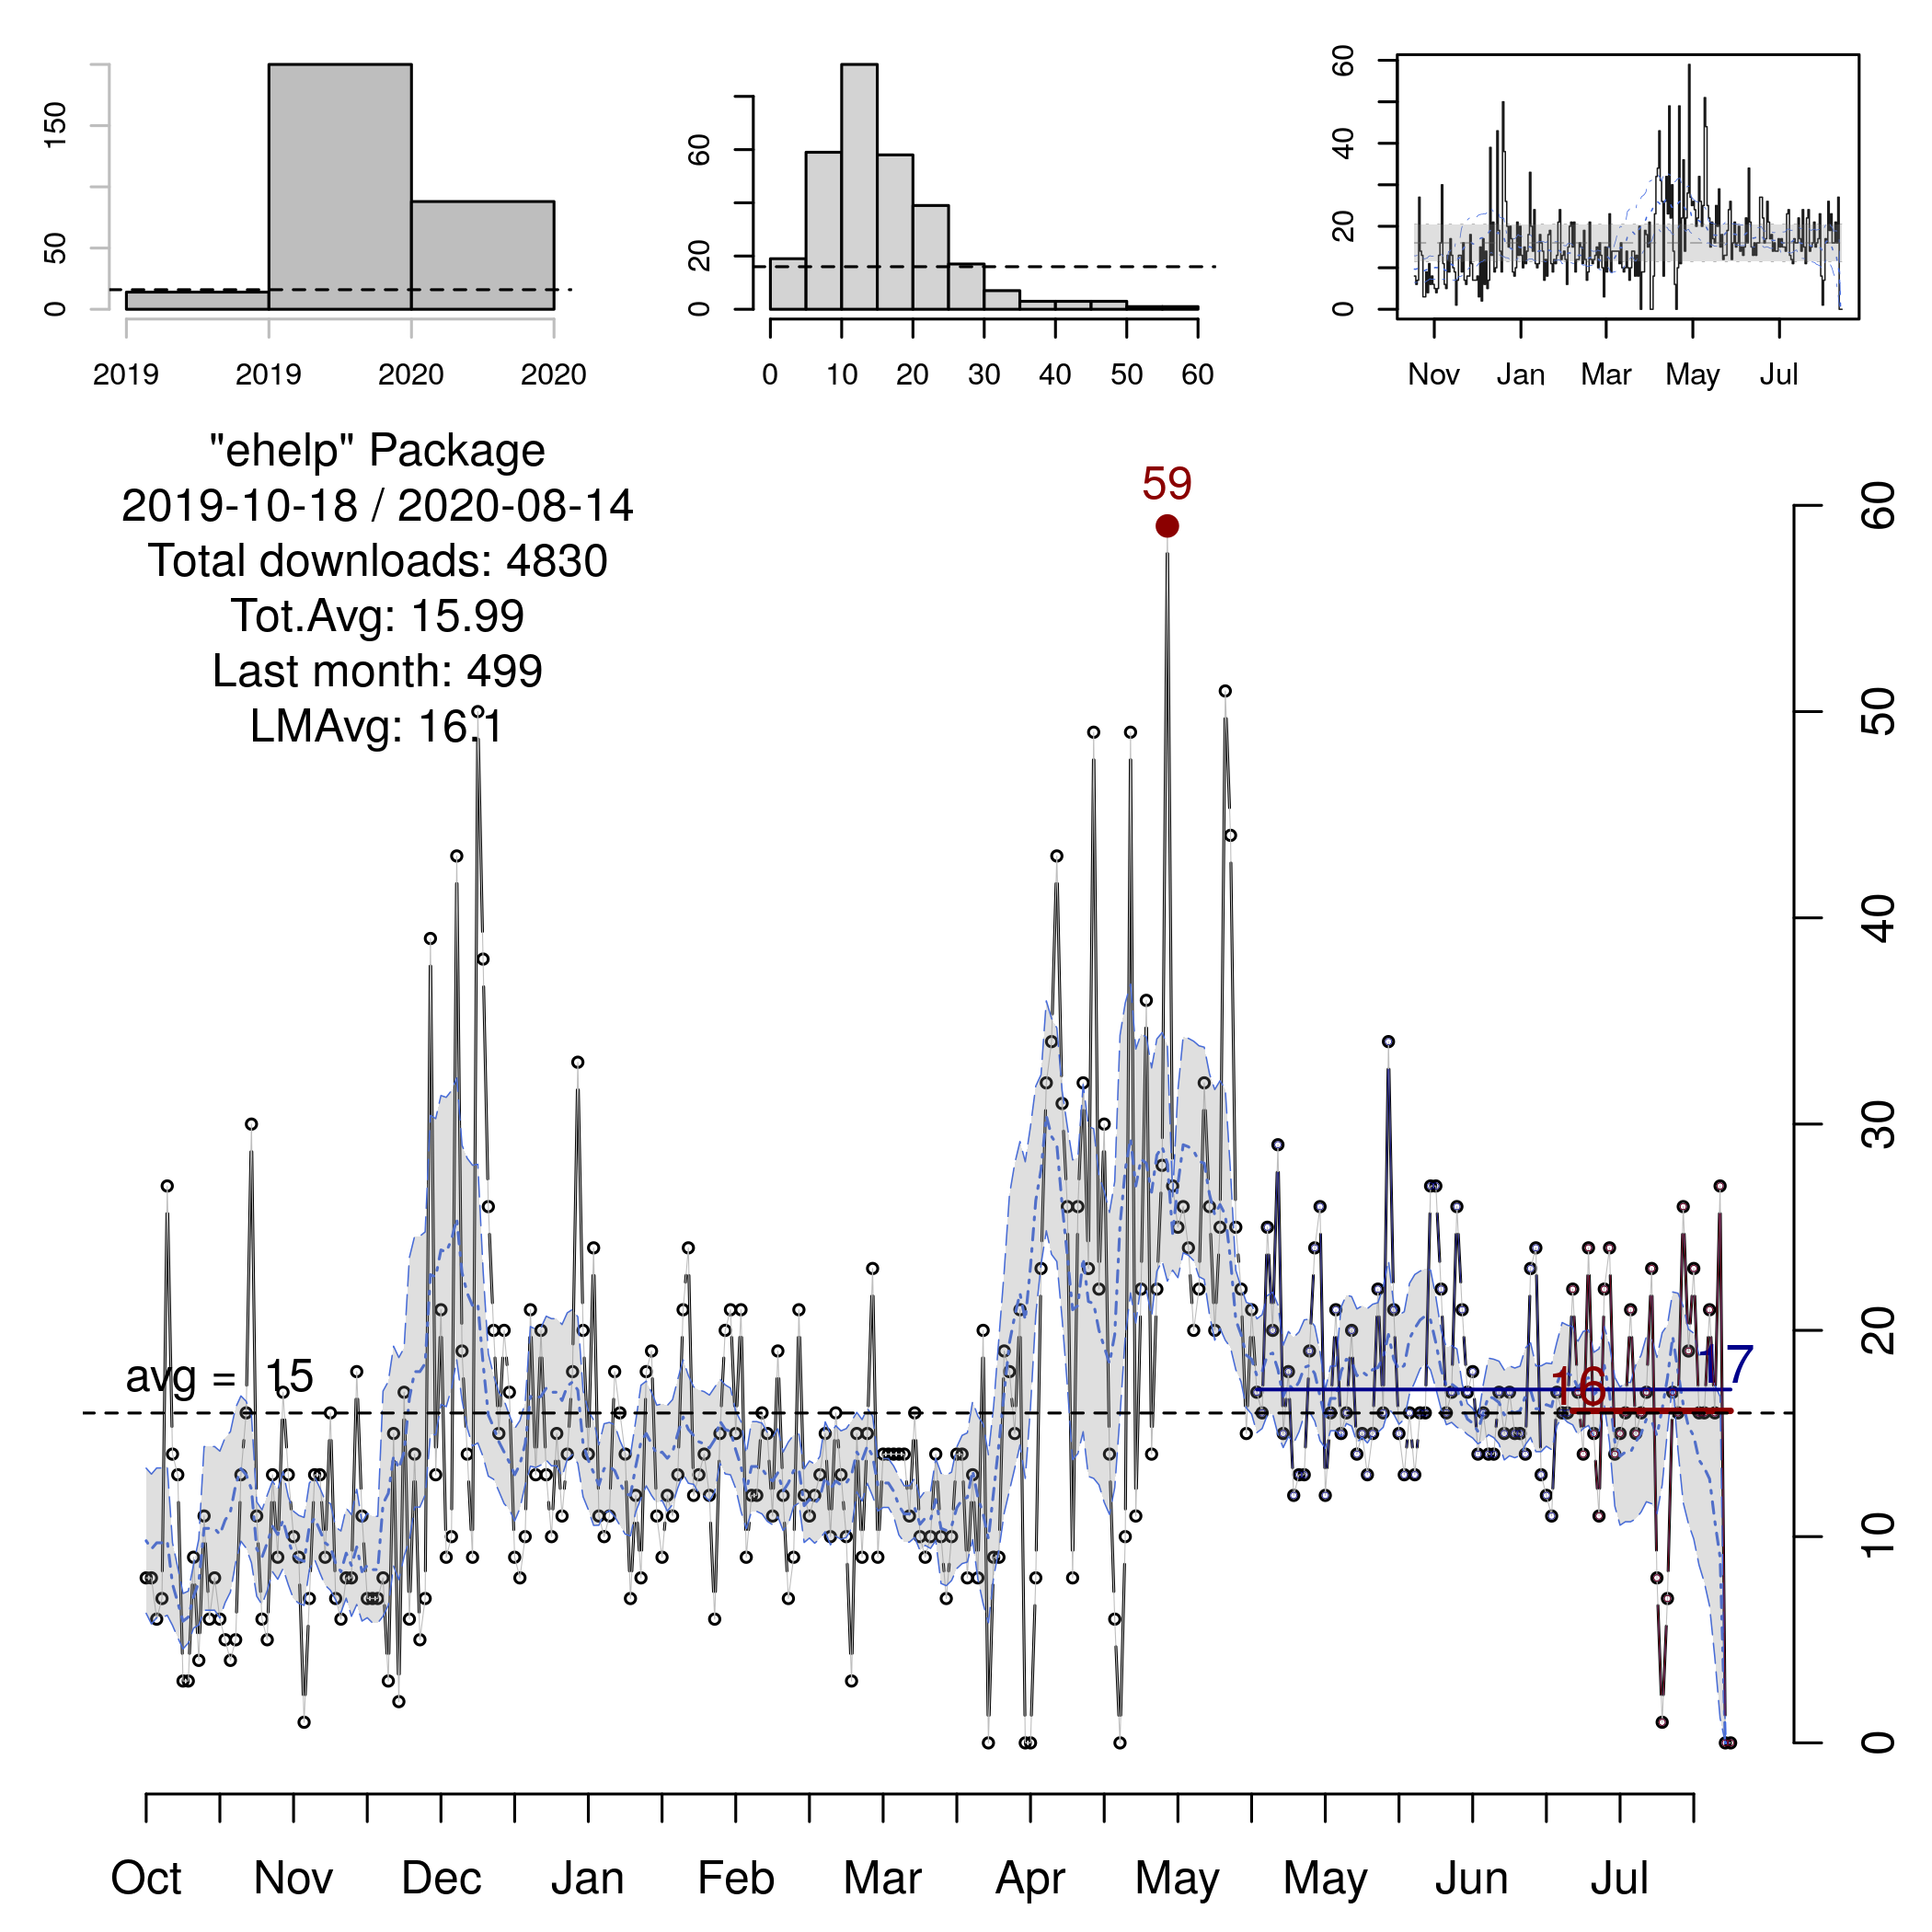 150
50
0
2019 2019 2020 2020
60
20
0
0 10 20 30 40 50 60
60
40
20
0
Nov Jan Mar May Jul
"ehelp" Package
2019-10-18 / 2020-08-14
Total downloads: 4830
Tot.Avg: 15.99
Last month: 499
LMAvg: 16.1
59
avg = 15
16
17
60
50
40
30
20
10
0
Oct Nov Dec Jan Feb Mar Apr May May Jun Jul